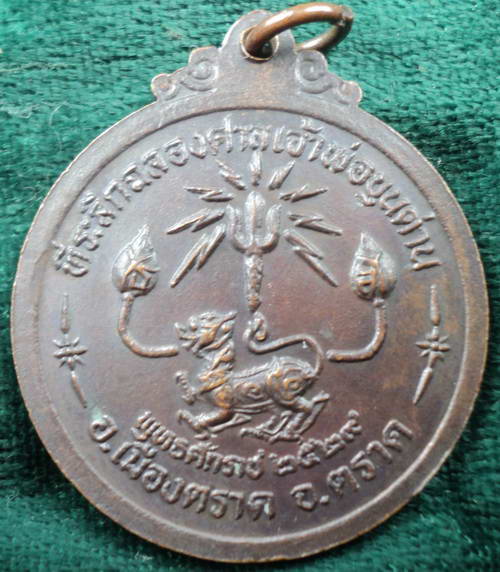 ที่ระลึกฉลองศาลเจ้าพ่อขุนด่าน
พุทธศักราช ๒๕๒๙
อ.เมืองตราด จ.ตราด